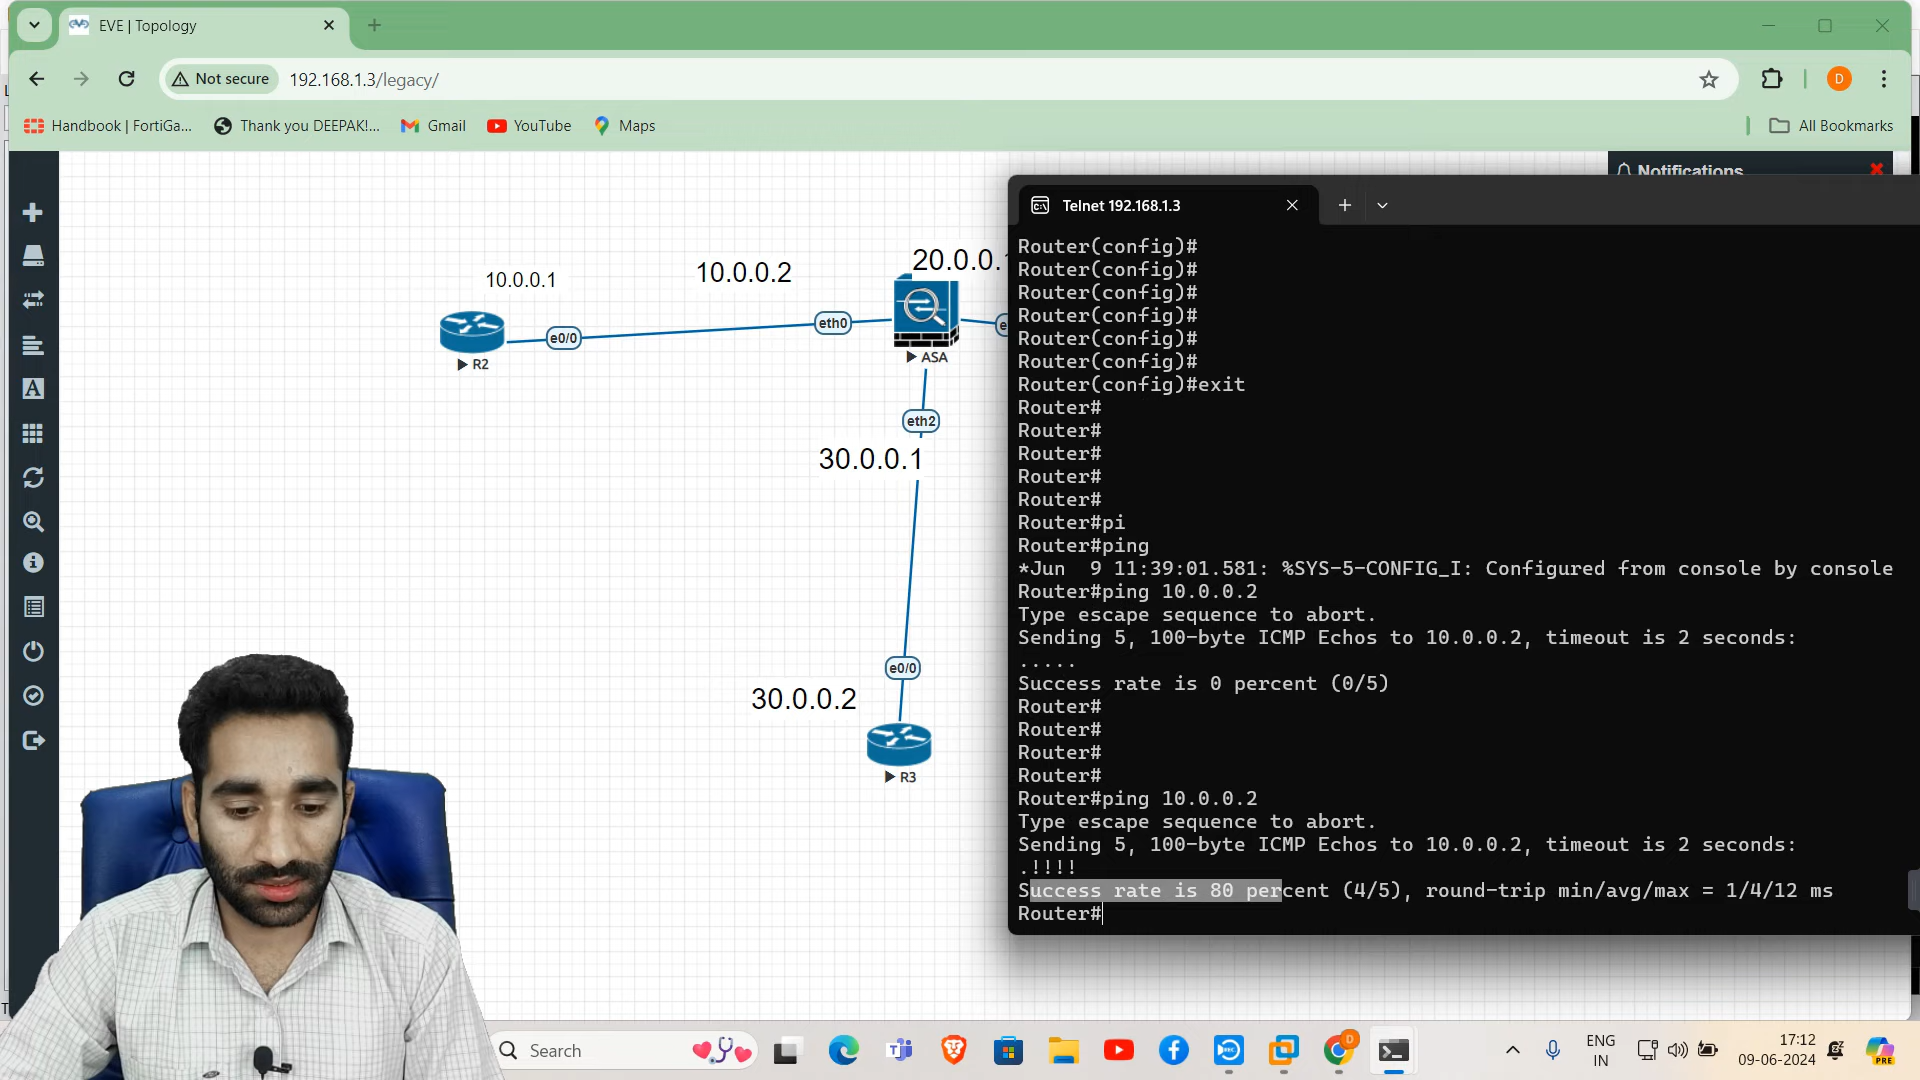 EVE | Topology
Not secure
192.168.1.3/legacy/
D
Handbook | FortiGa...
Thank you DEEPAK!...
Gmail
YouTube
Maps
All Bookmarks
Notifications
Telnet 192.168.1.3
10.0.0.1
10.0.0.2
20.0.0.
e0/0
eth0
R2
ASA
eth2
30.0.0.1
e0/0
30.0.0.2
R3
Router(config)#
Router(config)#
Router(config)#
Router(config)#
Router(config)#
Router(config)#
Router(config)#exit
Router#
Router#
Router#
Router#
Router#
Router#pi
Router#ping
*Jun  9 11:39:01.581: %SYS-5-CONFIG_I: Configured from console by console
Router#ping 10.0.0.2
Type escape sequence to abort.
Sending 5, 100-byte ICMP Echos to 10.0.0.2, timeout is 2 seconds:
.....
Success rate is 0 percent (0/5)
Router#
Router#
Router#
Router#
Router#ping 10.0.0.2
Type escape sequence to abort.
Sending 5, 100-byte ICMP Echos to 10.0.0.2, timeout is 2 seconds:
.!!!!
Success rate is 80 percent (4/5), round-trip min/avg/max = 1/4/12 ms
Router#
Search
D
ENG
IN
17:12
09-06-2024
PRE